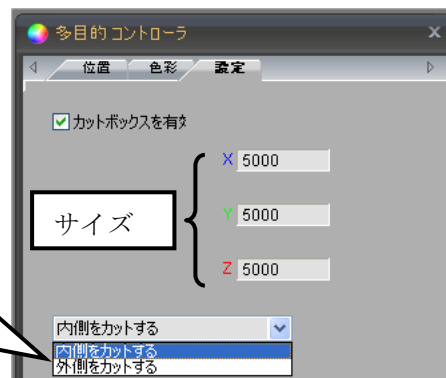 多目的コントローラ x
位置 色彩 設定
カットボックスを有効
X 5000
サイズ
Y 5000
Z 5000
内側をカットする
内側をカットする
外側をカットする